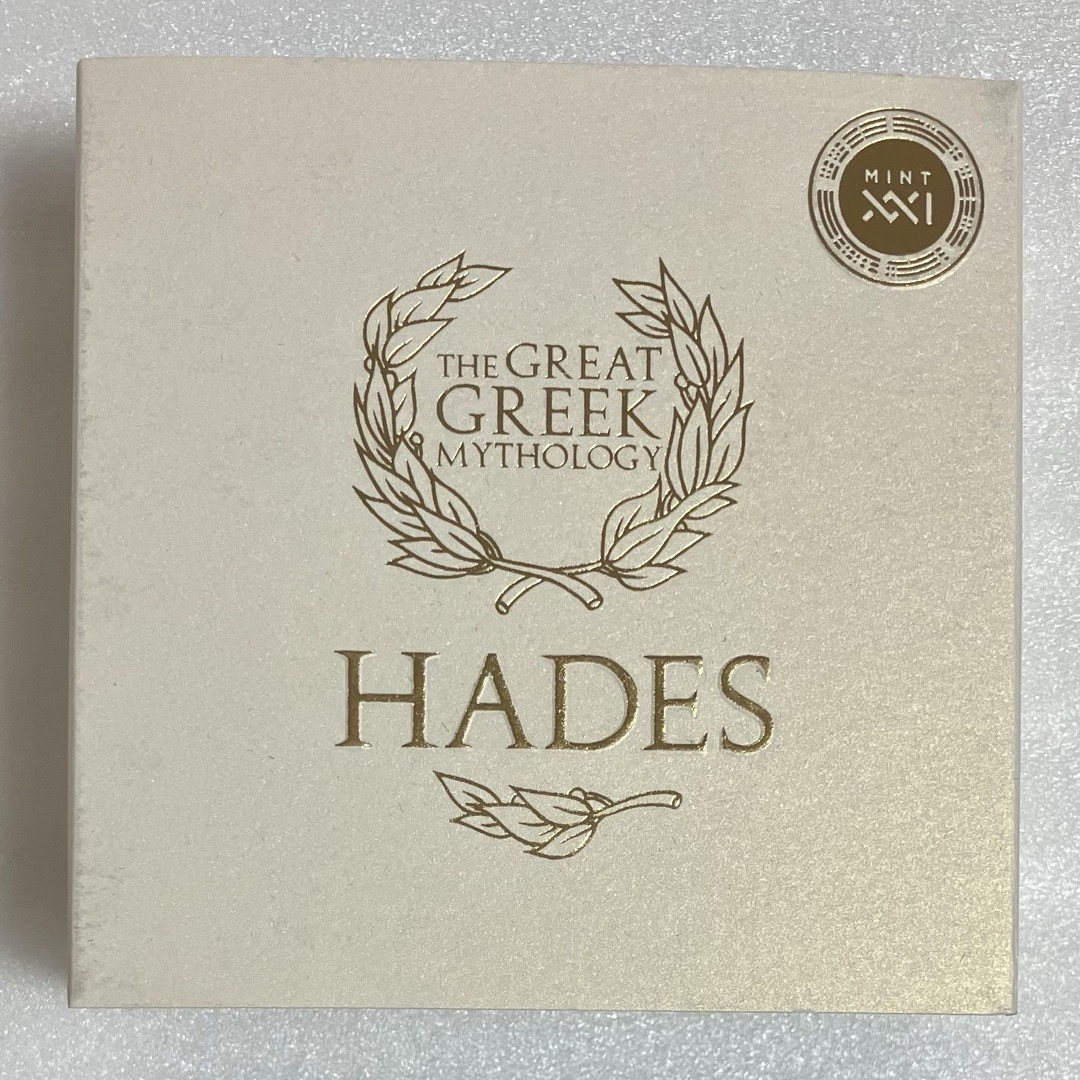 MINT
XXI
THE GREAT
GREEK
MYTHOLOGY
HADES